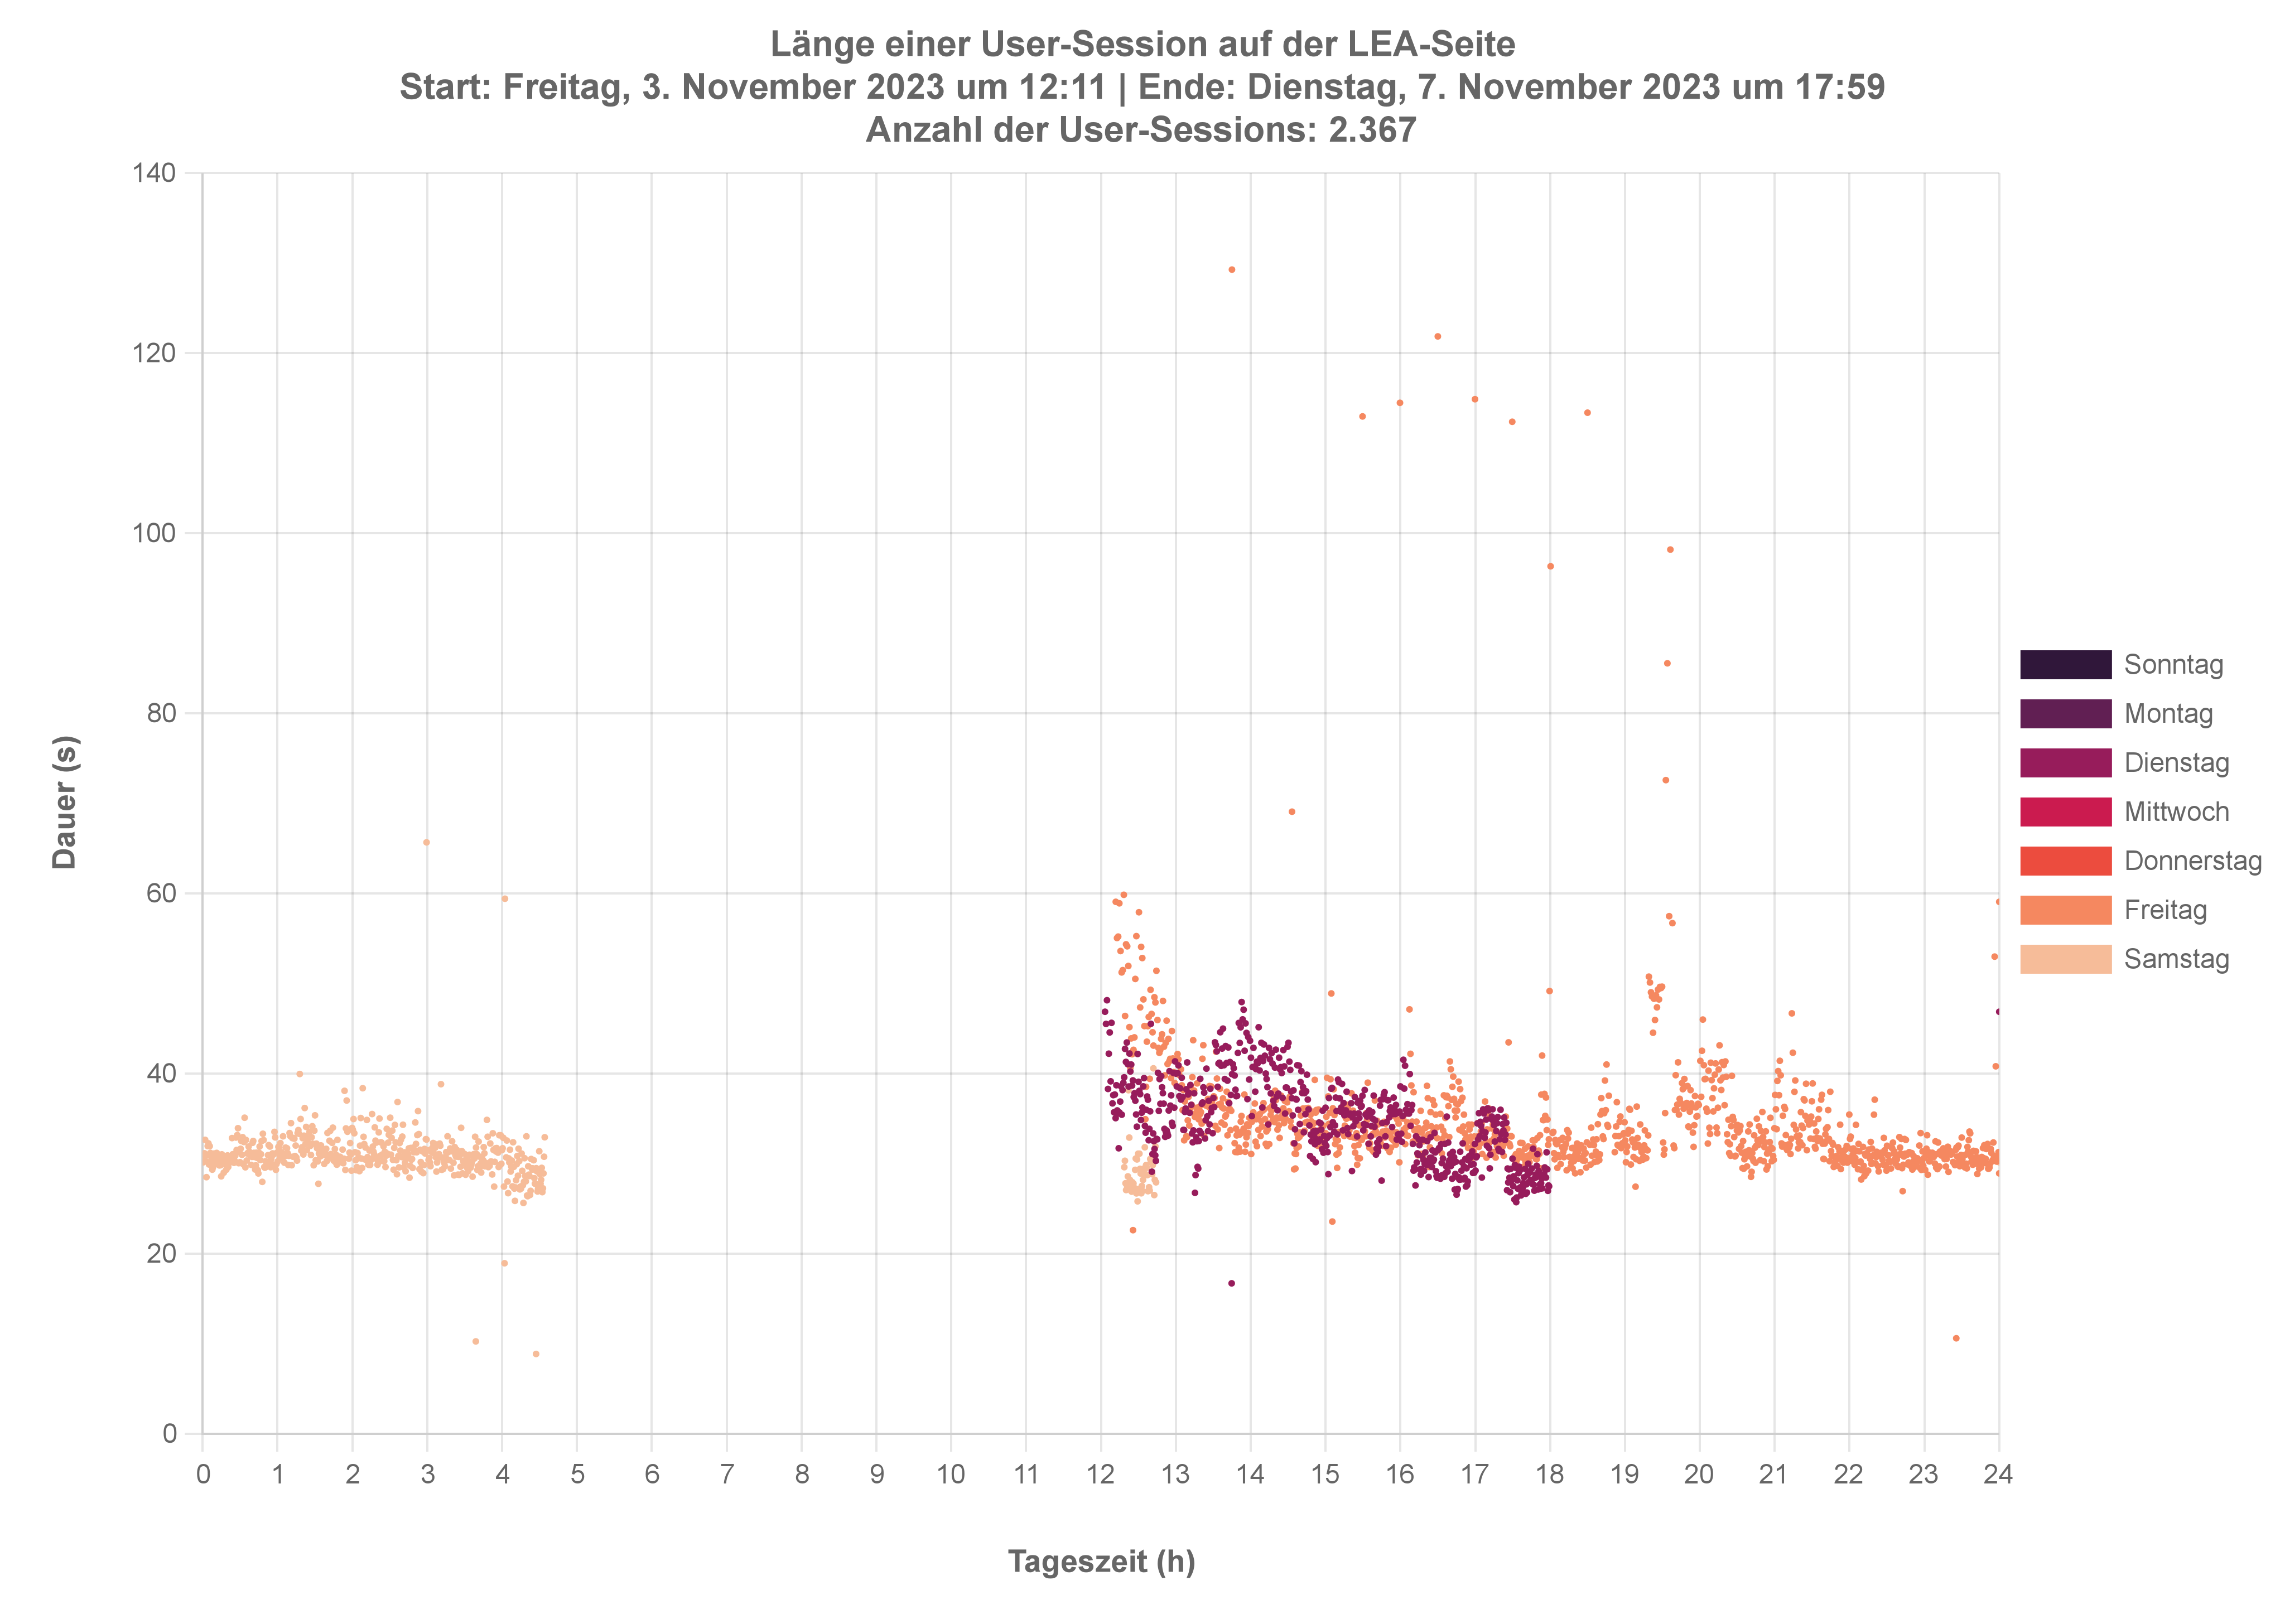 Länge einer User-Session auf der LEA-Seite
Start: Freitag, 3. November 2023 um 12:11 | Ende: Dienstag, 7. November 2023 um 17:59
Anzahl der User-Sessions: 2.367
140
120
100
80
60
40
20
0
Dauer (s)
0 1 2 3 4 5 6 7 8 9 10 11 12 13 14 15 16 17 18 19 20 21 22 23 24
Tageszeit (h)
Sonntag
Montag
Dienstag
Mittwoch
Donnerstag
Freitag
Samstag